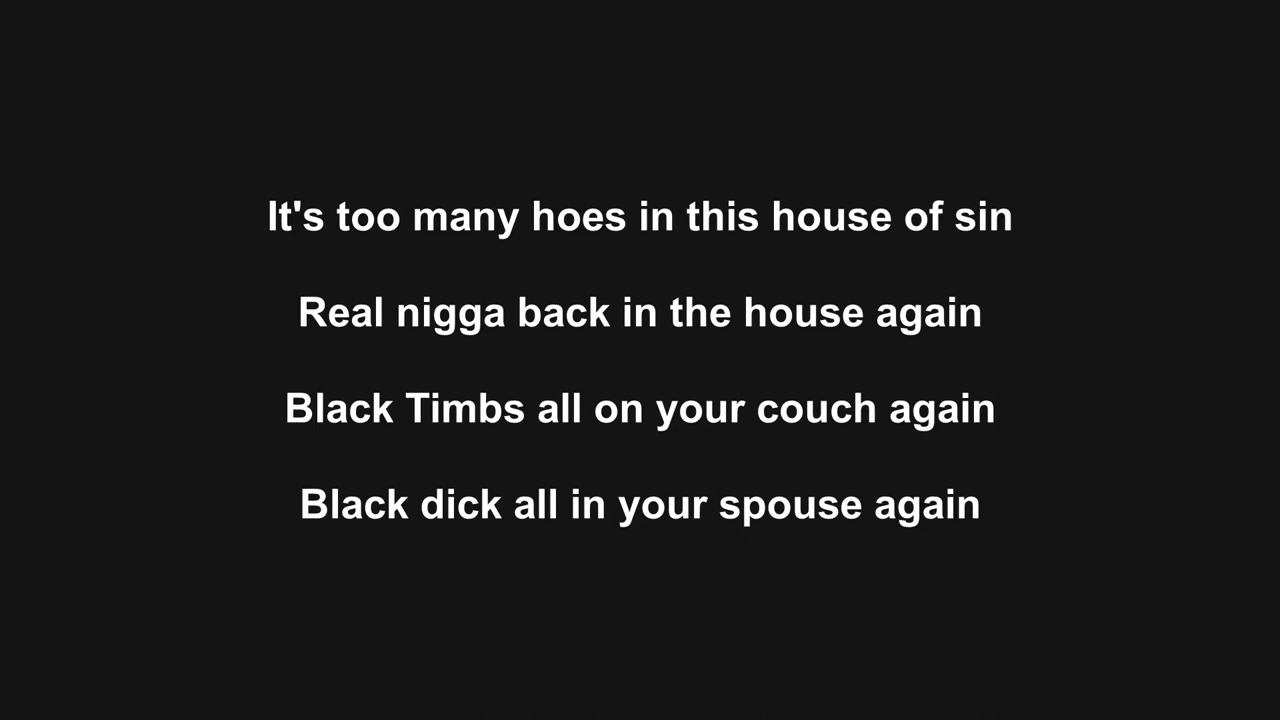 It's too many hoes in this house of sin
Real nigga back in the house again
Black Timbs all on your couch again
Black dick all in your spouse again